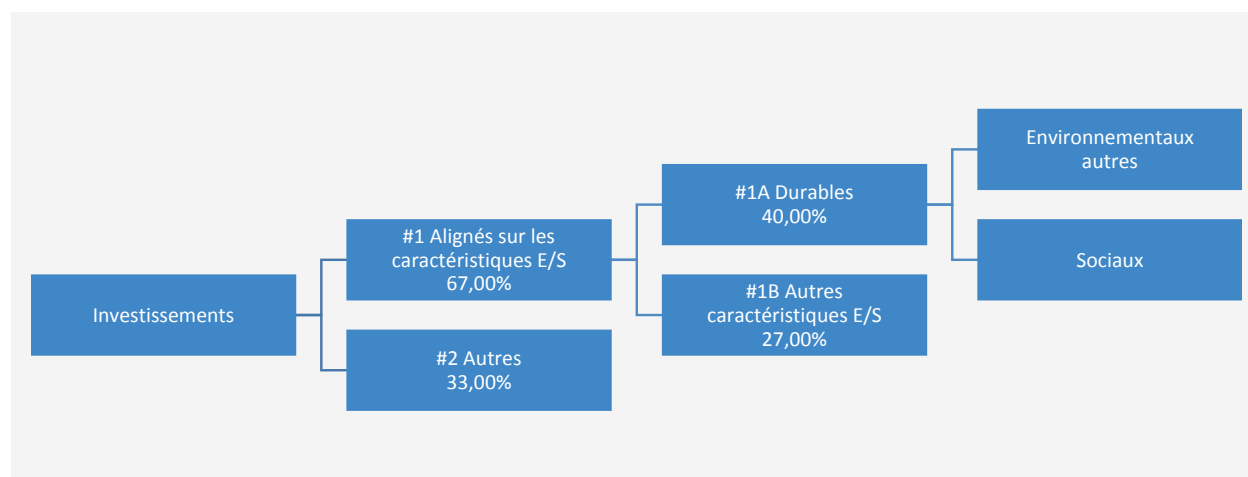 Investissements
#1 Alignés sur les
caractéristiques E/S
67,00%
#2 Autres
33,00%
#1A Durables
40,00%
#1B Autres
caractéristiques E/S
27,00%
Environnementaux
autres
Sociaux